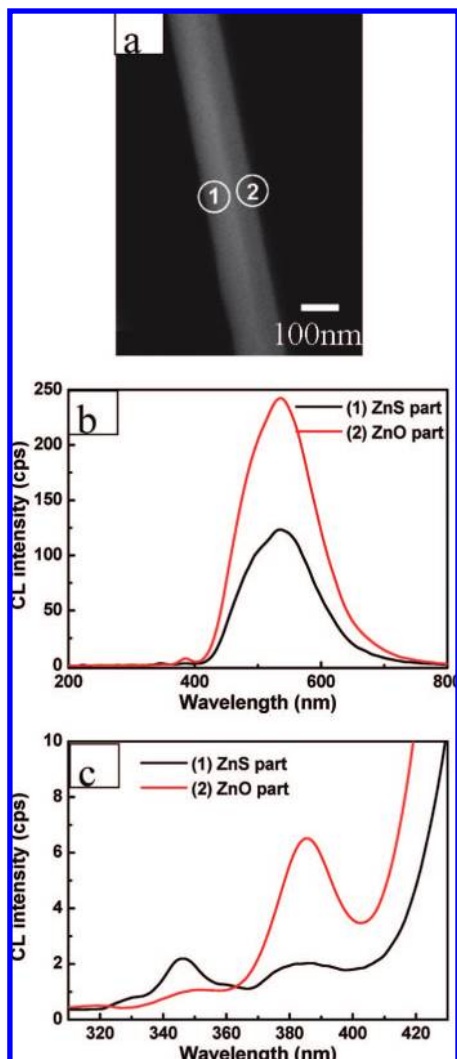 a
1 2
100nm
b
(1) ZnS part
(2) ZnO part
CL intensity (cps)
250
200
150
100
50
0
200 400 600 800
Wavelength (nm)
c
(1) ZnS part
(2) ZnO part
CL intensity (cps)
10
8
6
4
2
0
320 340 360 380 400 420
Wavelength (nm)